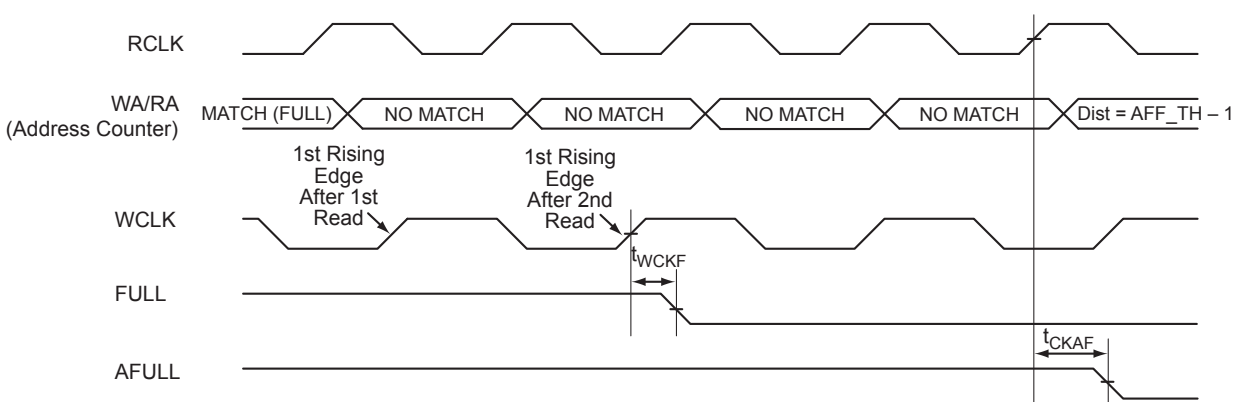 RCLK
WA/RA
(Address Counter)
MATCH (FULL)
NO MATCH
NO MATCH
NO MATCH
NO MATCH
Dist = AFF_TH – 1
1st Rising
Edge
After 1st
Read
1st Rising
Edge
After 2nd
Read
WCLK
tWCKF
FULL
tCKAF
AFULL